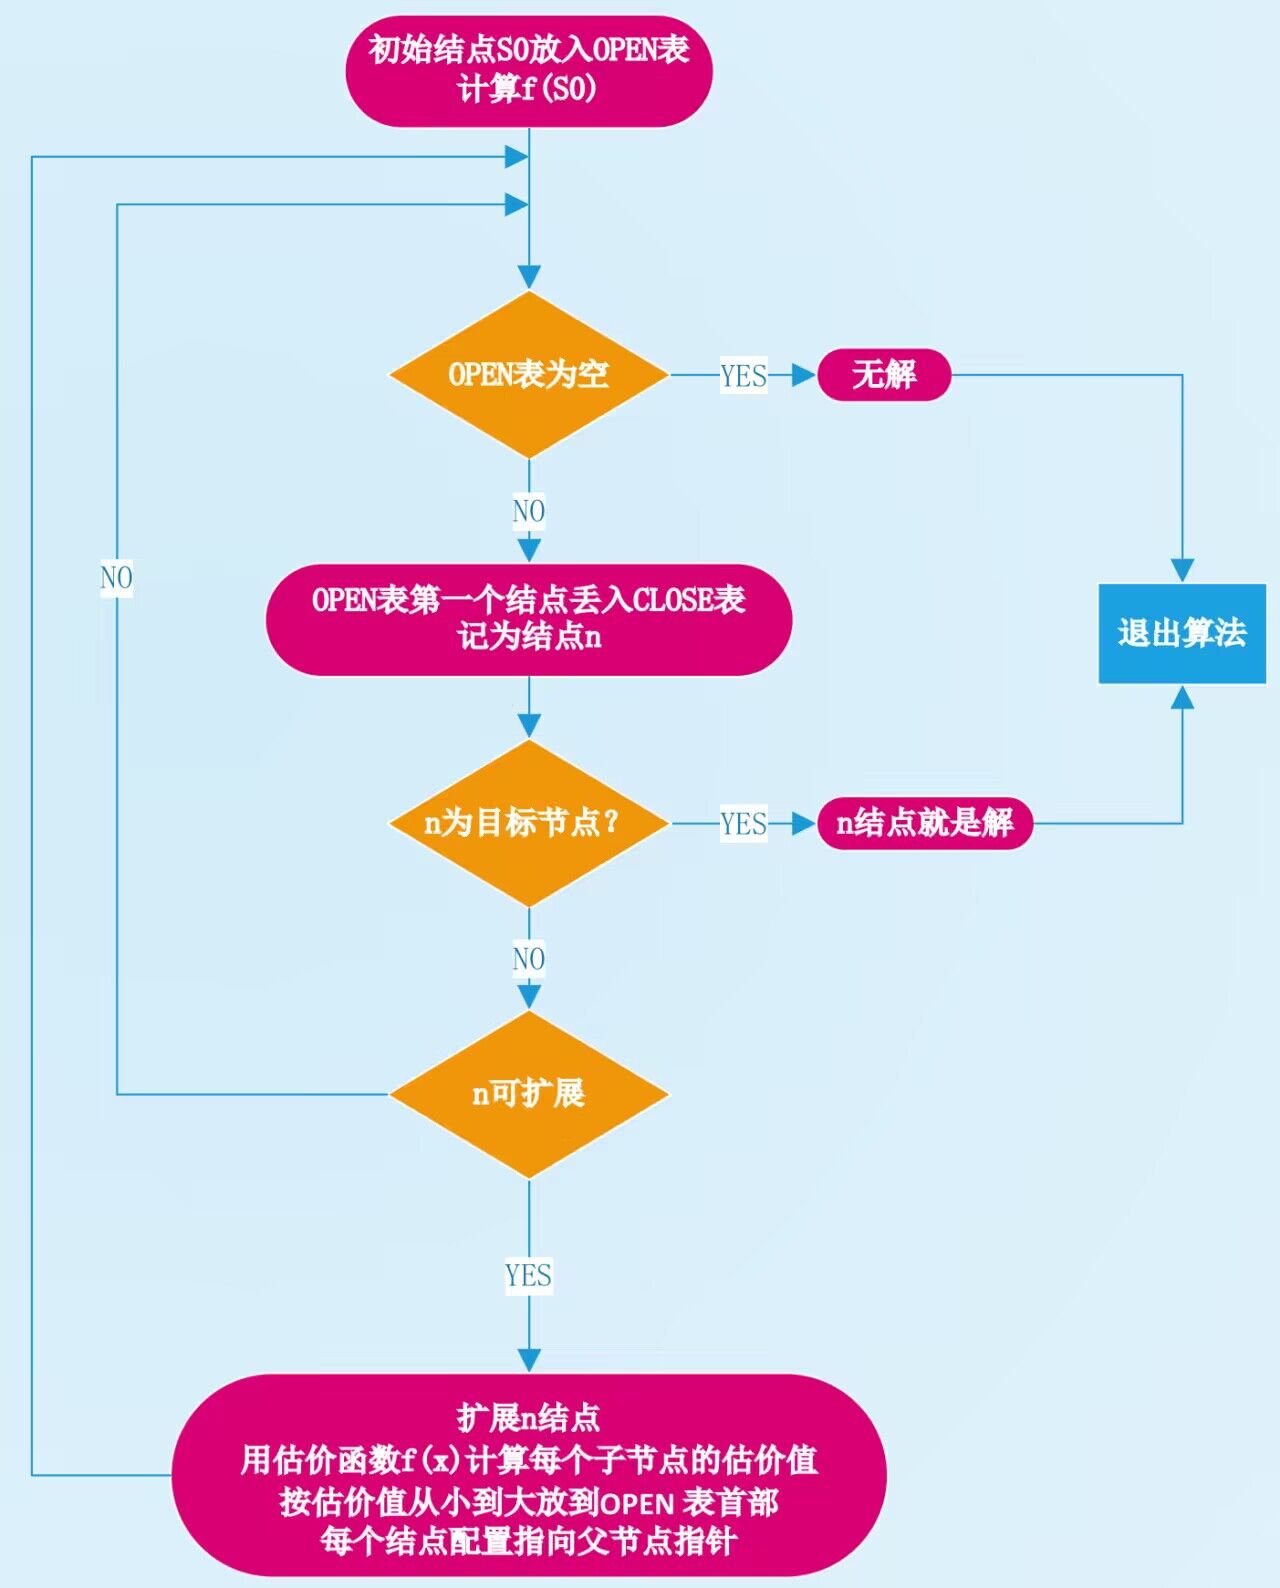 初始结点S0放入OPEN表
计算f(S0)
OPEN表为空
YES
无解
NO
NO
OPEN表第一个结点丢入CLOSE表
记为结点n
退出算法
n为目标节点?
YES
n结点就是解
NO
n可扩展
YES
扩展n结点
用估价函数f(x)计算每个子节点的估价值
按估价值从小到大放到OPEN 表首部
每个结点配置指向父节点指针